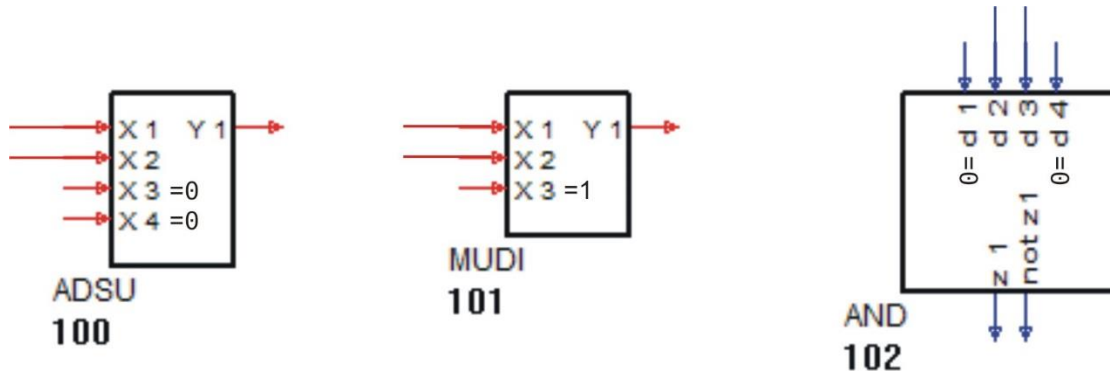 X 1 Y 1
X 2
X 3 =0
X 4 =0
ADSU
100
X 1 Y 1
X 2
X 3 =1
MUDI
101
0= d 1
d 2
d 3
0= d 4
z 1
not z1
AND
102